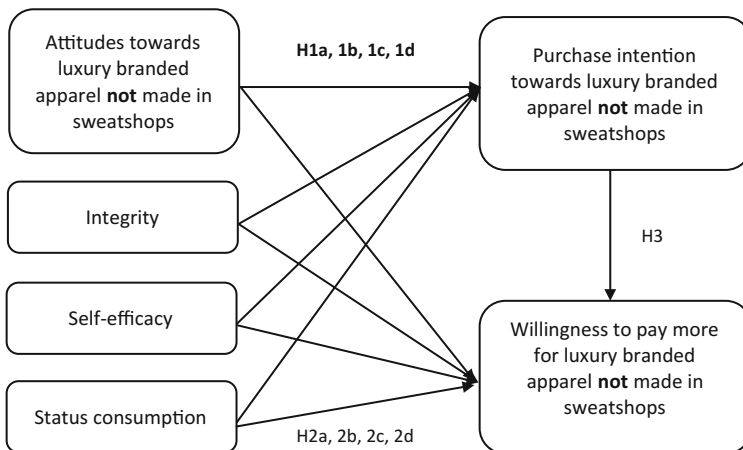 Attitudes towards
luxury branded
apparel not made in
sweatshops
H1a, 1b, 1c, 1d
Purchase intention
towards luxury branded
apparel not made in
sweatshops
Integrity
H3
Self-efficacy
Willingness to pay more
for luxury branded
apparel not made in
sweatshops
Status consumption
H2a, 2b, 2c, 2d